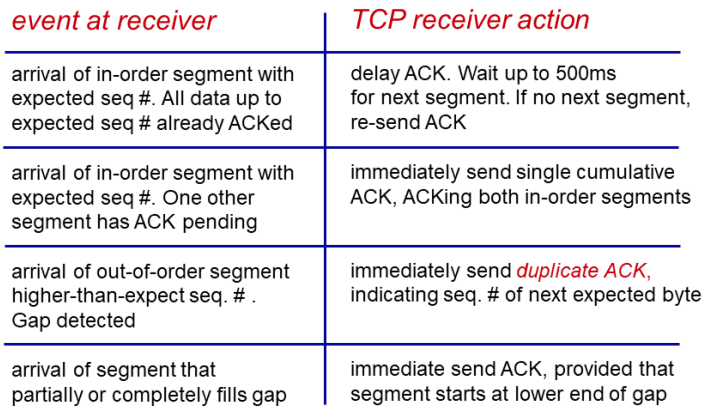 event at receiver
TCP receiver action
arrival of in-order segment with
expected seq #. All data up to
expected seq # already ACKed
delay ACK. Wait up to 500ms
for next segment. If no next segment,
re-send ACK
arrival of in-order segment with
expected seq #. One other
segment has ACK pending
immediately send single cumulative
ACK, ACKing both in-order segments
arrival of out-of-order segment
higher-than-expect seq. # .
Gap detected
immediately send duplicate ACK,
indicating seq. # of next expected byte
arrival of segment that
partially or completely fills gap
immediate send ACK, provided that
segment starts at lower end of gap